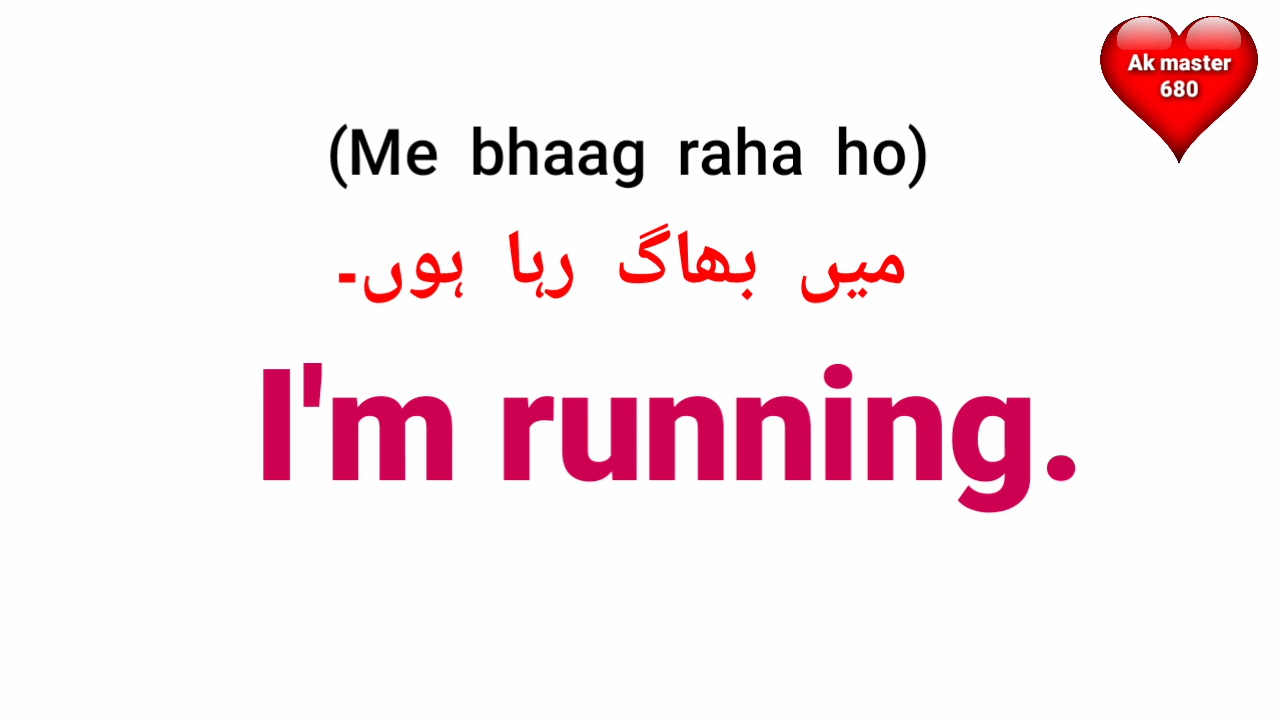 Ak master
680
(Me bhaag raha ho)
میں بھاگ رہا ہوں۔
I'm running.